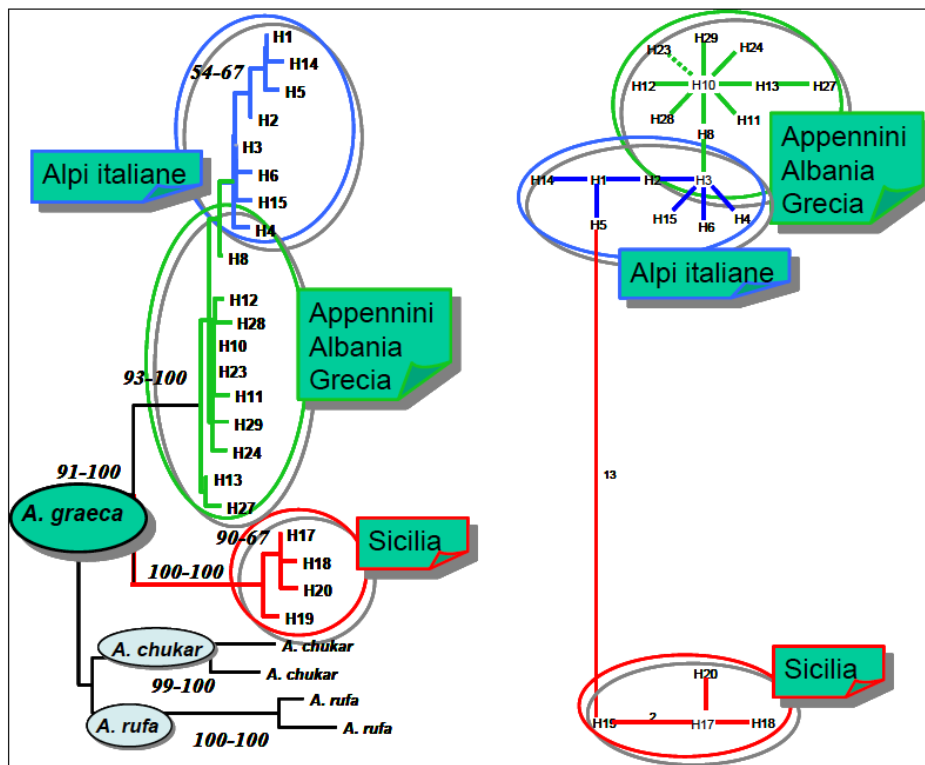 H1
H14
54-67
H5
H2
H3
Alpi italiane
H6
H15
H4
H8
H12
H28
H10
H23
93-100
H11
H29
H24
H13
H27
Appennini
Albania
Grecia
91-100
A. graeca
90-67
H17
H18
100-100
H20
H19
Sicilia
A. chukar
A. chukar
A. chukar
99-100
A. rufa
A. rufa
A. rufa
100-100
H29
H23
H24
H12
H10
H13
H27
H28
H11
H8
Appennini
Albania
Grecia
H14
H1
H2
H3
H5
H15
H6
H4
Alpi italiane
13
Sicilia
H20
H19
2
H17
H18